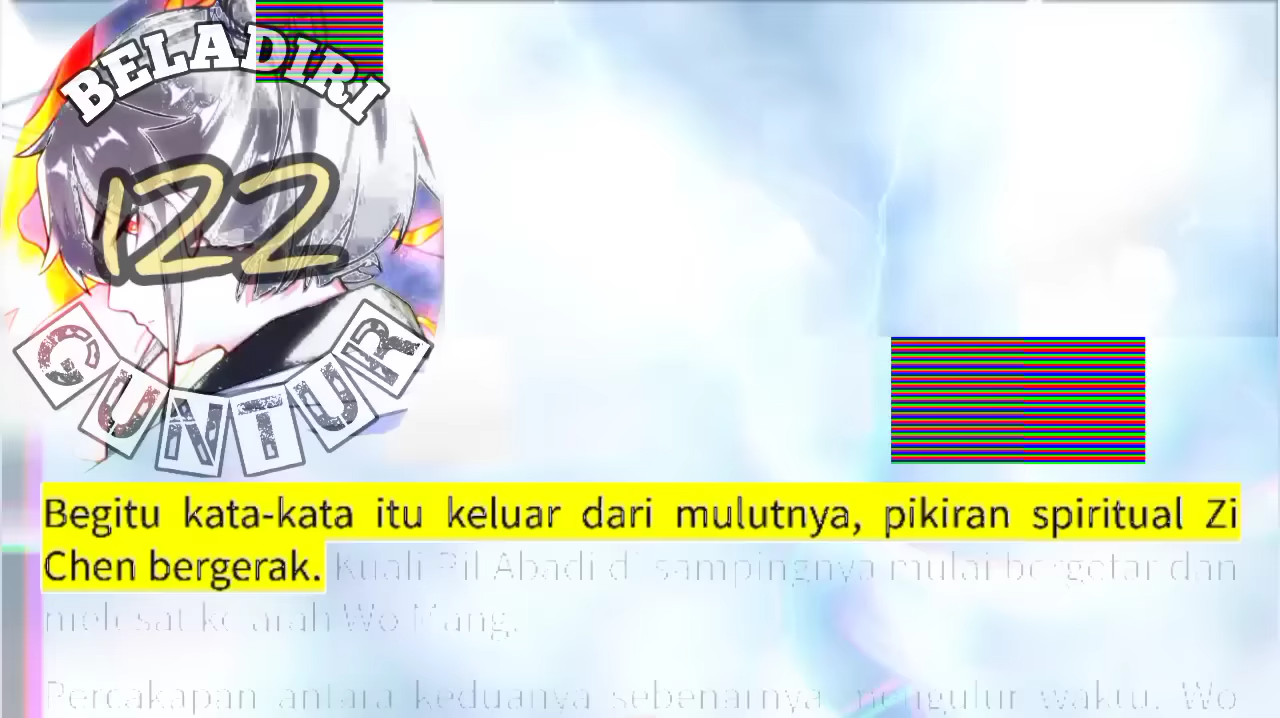 BELADIRI
122
GUNTUR
Begitu kata-kata itu keluar dari mulutnya, pikiran spiritual Zi
Chen bergerak. Kuali Pil Abadi di sampingnya mulai bergetar dan
melesat ke arah Wo Mang.
Percakapan antara keduanya sebenarnya mengulur waktu. Wo